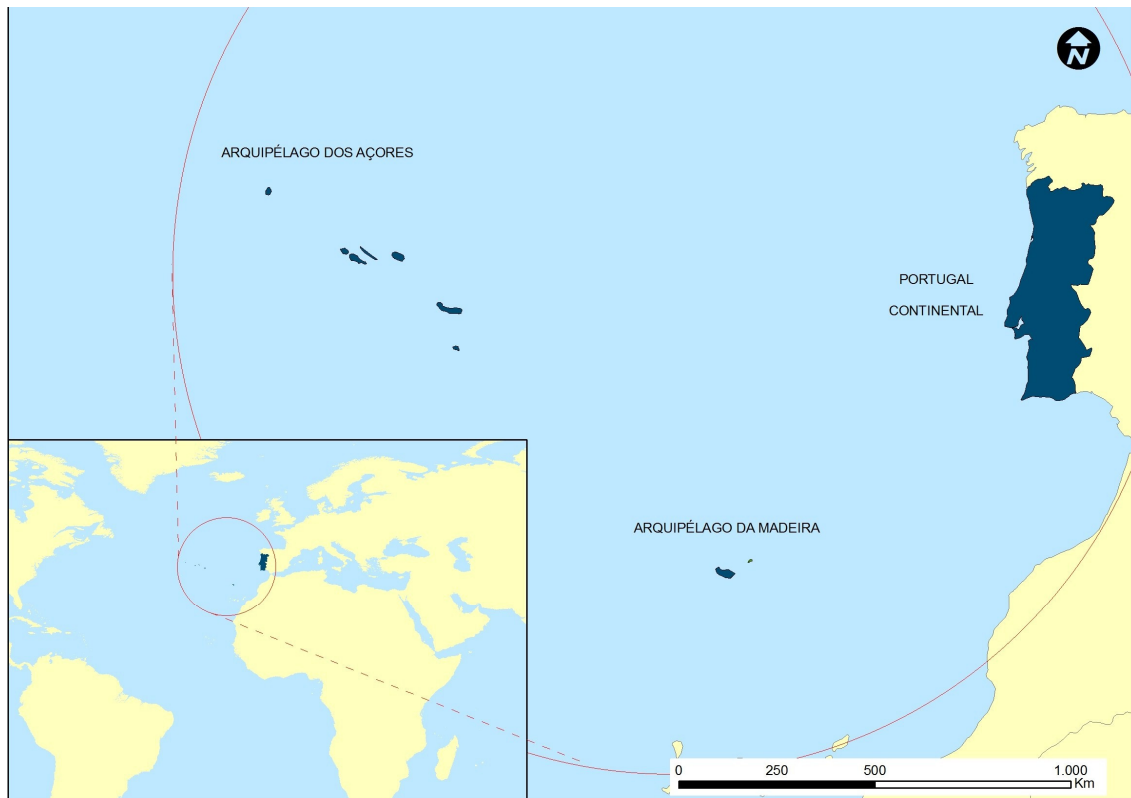 N
ARQUIPÉLAGO DOS AÇORES
PORTUGAL
CONTINENTAL
ARQUIPÉLAGO DA MADEIRA
0 250 500 1.000
Km